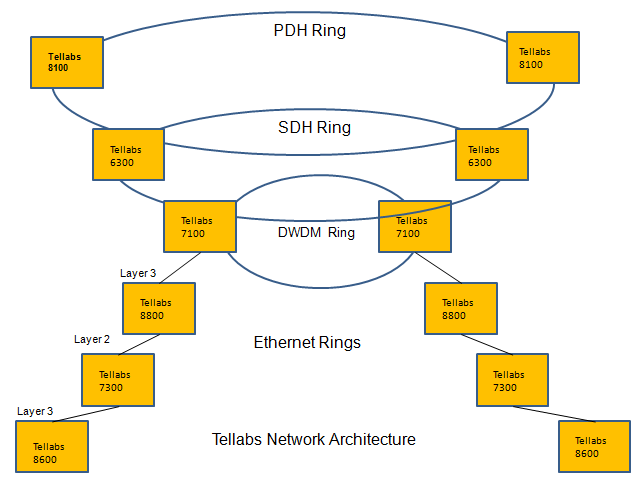 PDH Ring
Tellabs
8100
Tellabs
8100
SDH Ring
Tellabs
6300
Tellabs
6300
Tellabs
7100
Tellabs
7100
DWDM Ring
Layer 3
Tellabs
8800
Tellabs
8800
Layer 2
Ethernet Rings
Tellabs
7300
Tellabs
7300
Layer 3
Tellabs
8600
Tellabs Network Architecture
Tellabs
8600